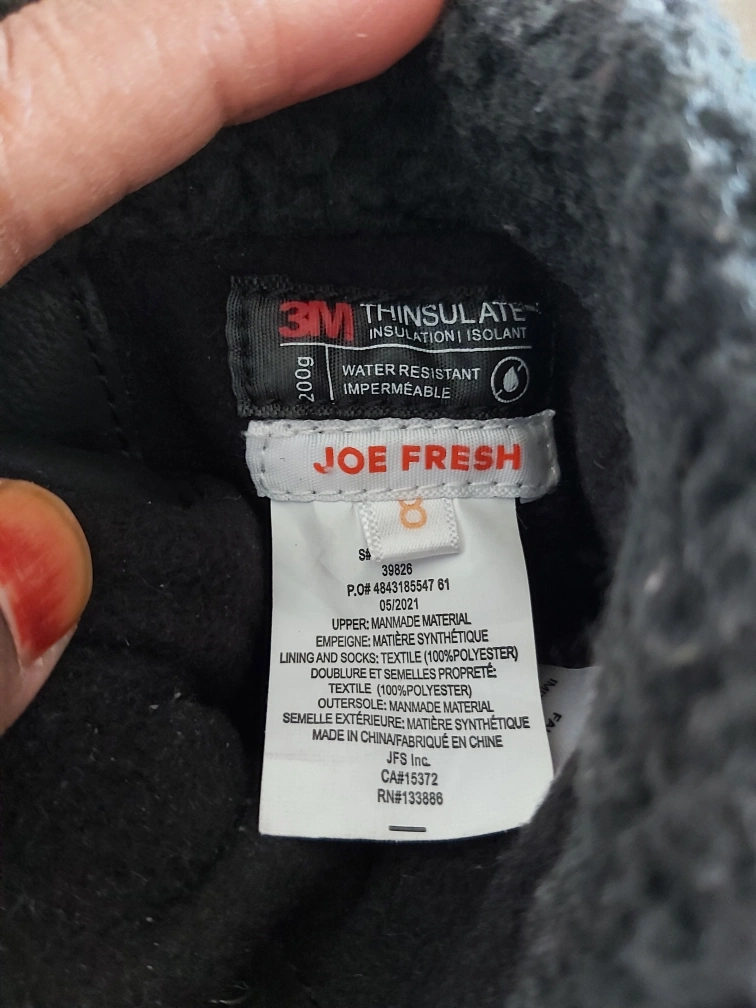 3M THINSULATE™
INSULATION | ISOLANT
200g
WATER RESISTANT
IMPERMÉABLE
JOE FRESH
8
S#
39826
P.O# 4843185547 61
05/2021
UPPER: MANMADE MATERIAL
EMPEIGNE: MATIÈRE SYNTHÉTIQUE
LINING AND SOCKS: TEXTILE (100%POLYESTER)
DOUBLURE ET SEMELLES PROPRETÉ:
TEXTILE (100%POLYESTER)
OUTERSOLE: MANMADE MATERIAL
SEMELLE EXTÉRIEURE: MATIÈRE SYNTHÉTIQUE
MADE IN CHINA/FABRIQUÉ EN CHINE
JFS Inc.
CA#15372
RN#133886